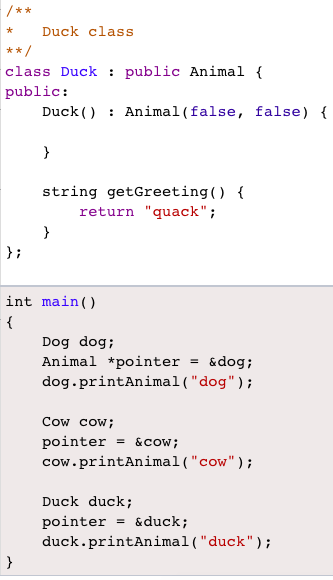 /**
*   Duck class
**/
class Duck : public Animal {
public:
    Duck() : Animal(false, false) {

    }

    string getGreeting() {
        return "quack";
    }
};

int main()
{
    Dog dog;
    Animal *pointer = &dog;
    dog.printAnimal("dog");

    Cow cow;
    pointer = &cow;
    cow.printAnimal("cow");

    Duck duck;
    pointer = &duck;
    duck.printAnimal("duck");
}